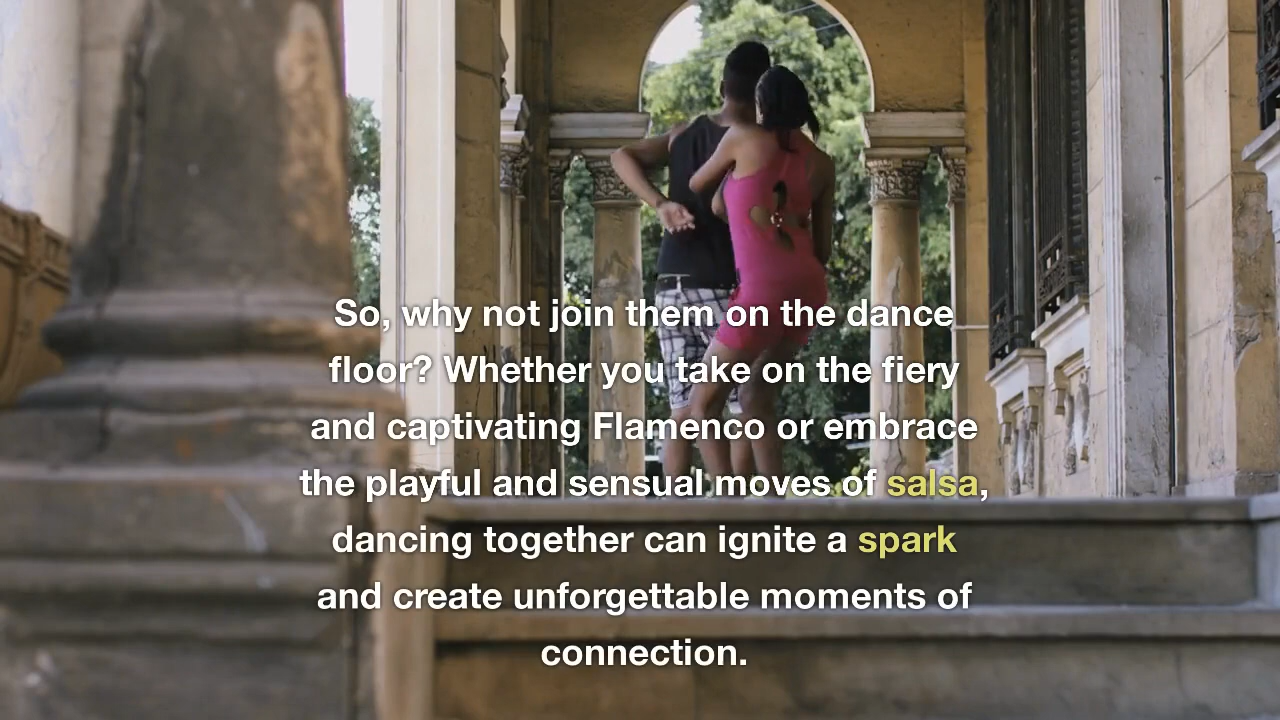 So, why not join them on the dance
floor? Whether you take on the fiery
and captivating Flamenco or embrace
the playful and sensual moves of salsa,
dancing together can ignite a spark
and create unforgettable moments of
connection.